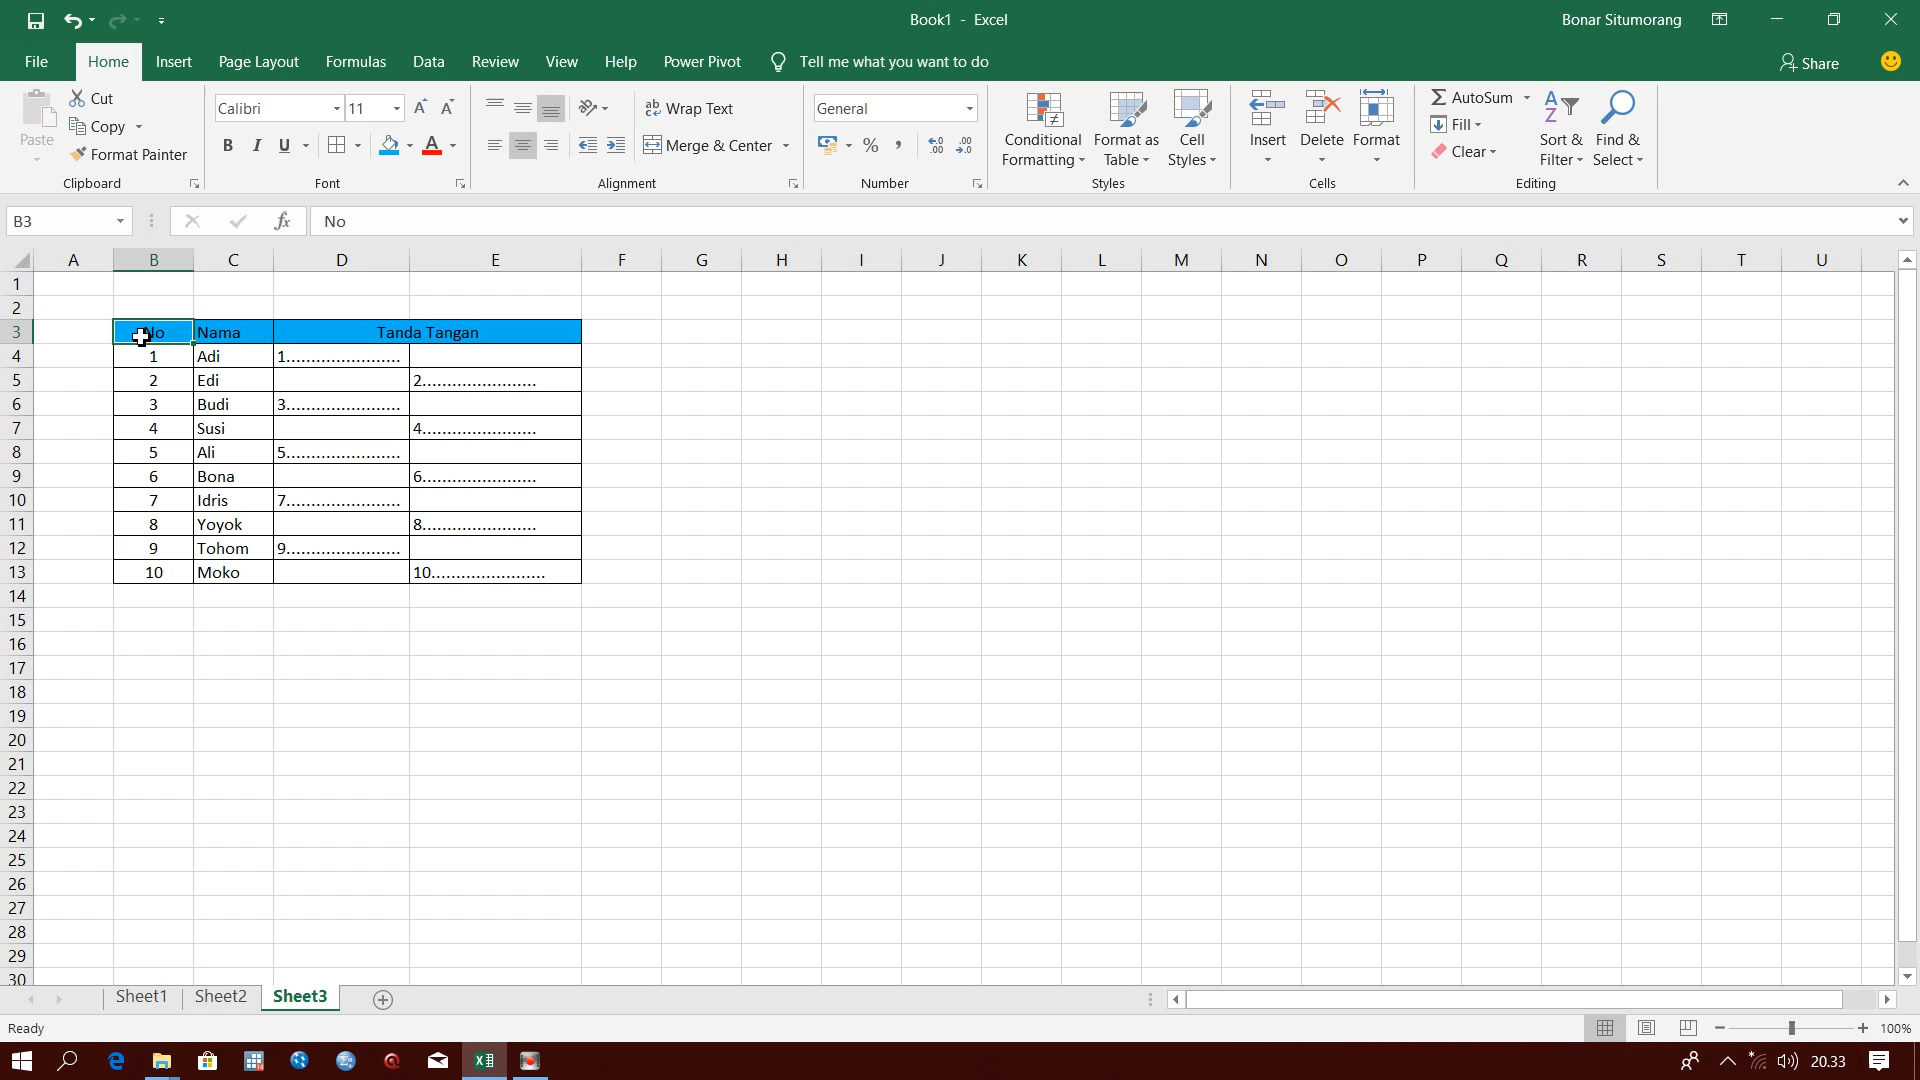 Book1 - Excel
Bonar Situmorang
File Home Insert Page Layout Formulas Data Review View Help Power Pivot Tell me what you want to do Share
Paste
Cut
Copy
Format Painter
Clipboard
Calibri 11
B I U A
Font
Wrap Text
Merge & Center
Alignment
General
% ,
Number
Conditional Formatting
Format as Table
Cell Styles
Styles
Insert
Delete
Format
Cells
AutoSum
Fill
Clear
Sort & Filter
Find & Select
Editing
B3 fx No
A B C D E F G H I J K L M N O P Q R S T U
1
2
3 No Nama Tanda Tangan
4 1 Adi 1.......................
5 2 Edi 2.......................
6 3 Budi 3.......................
7 4 Susi 4.......................
8 5 Ali 5.......................
9 6 Bona 6.......................
10 7 Idris 7.......................
11 8 Yoyok 8.......................
12 9 Tohom 9.......................
13 10 Moko 10.......................
14
15
16
17
18
19
20
21
22
23
24
25
26
27
28
29
30
Sheet1 Sheet2 Sheet3
Ready
100%
20.33